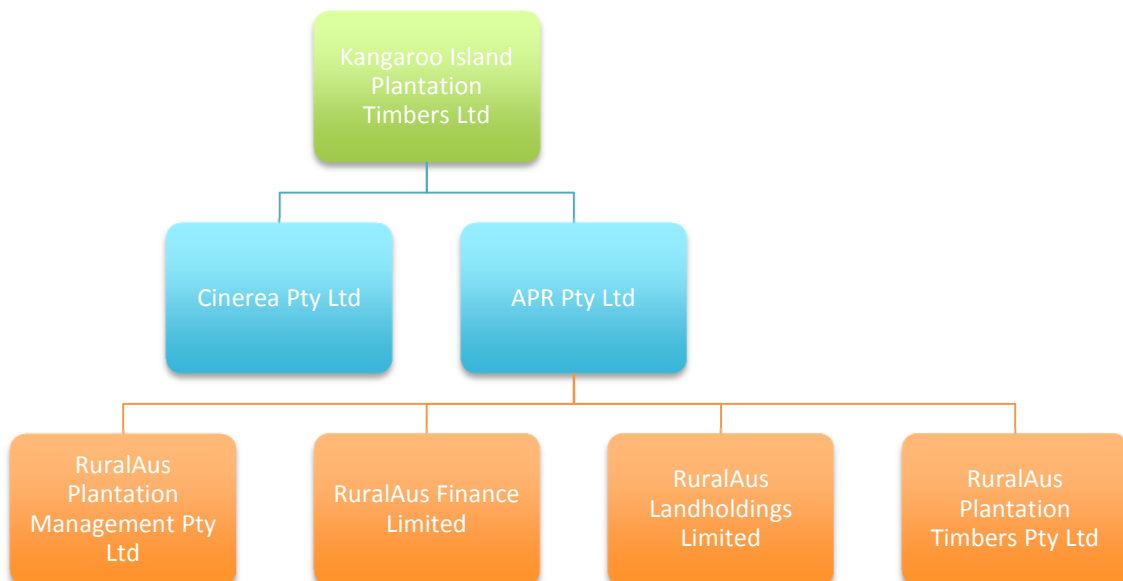 Kangaroo Island
Plantation
Timbers Ltd
Cinerea Pty Ltd
APR Pty Ltd
RuralAus
Plantation
Management Pty
Ltd
RuralAus Finance
Limited
RuralAus
Landholdings
Limited
RuralAus
Plantation
Timbers Pty Ltd